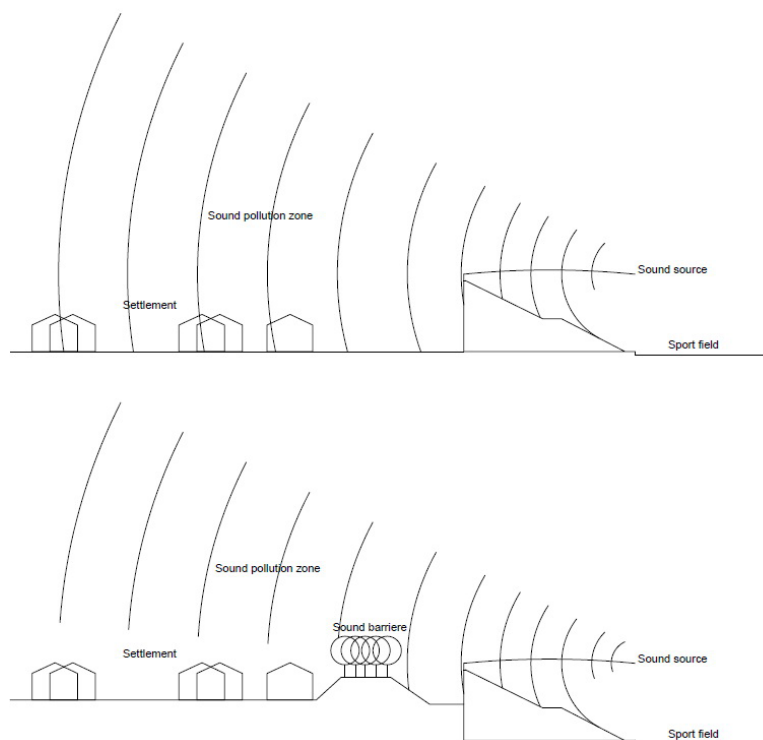 Sound pollution zone
Sound source
Settlement
Sport field
Sound pollution zone
Sound barriere
Settlement
Sound source
Sport field